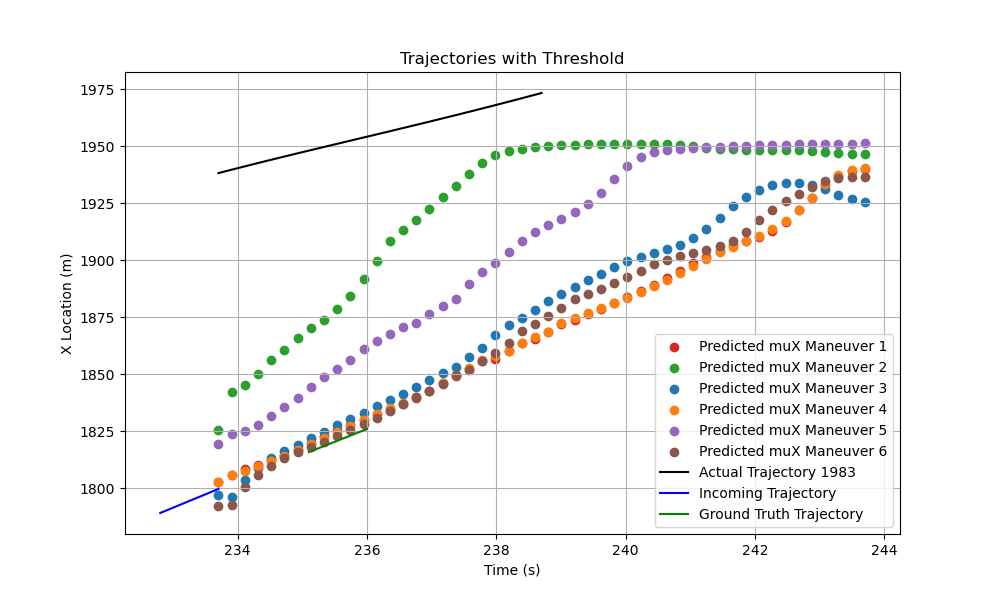 Trajectories with Threshold
X Location (m)
1975
1950
1925
1900
1875
1850
1825
1800
234
236
238
240
242
244
Time (s)
Predicted muX Maneuver 1
Predicted muX Maneuver 2
Predicted muX Maneuver 3
Predicted muX Maneuver 4
Predicted muX Maneuver 5
Predicted muX Maneuver 6
Actual Trajectory 1983
Incoming Trajectory
Ground Truth Trajectory